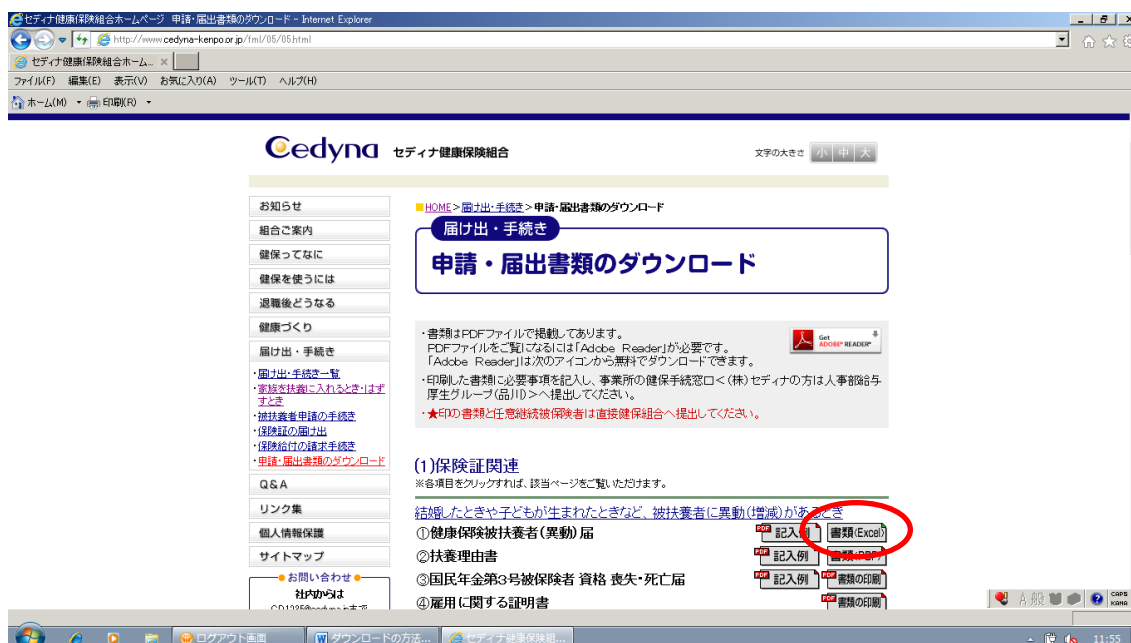 セディナ健康保険組合ホームページ 申請・届出書類のダウンロード - Internet Explorer
http://www.cedyna-kenpo.or.jp/fml/05/05.html
セディナ健康保険組合ホーム...
ファイル(F) 編集(E) 表示(V) お気に入り(A) ツール(T) ヘルプ(H)
ホーム(M) 印刷(R)
Cedyna セディナ健康保険組合
文字の大きさ 小 中 大
お知らせ
組合ご案内
健保ってなに
健保を使うには
退職後どうなる
健康づくり
届け出・手続き
・届け出・手続き一覧
・家族を扶養に入れるとき・はず
すとき
・被扶養者申請の手続き
・保険証の届け出
・保険給付の請求手続き
・申請・届出書類のダウンロード
Q&A
リンク集
個人情報保護
サイトマップ
お問い合わせ
社内からは
HOME>届け出・手続き>申請・届出書類のダウンロード
届け出・手続き
申請・届出書類のダウンロード
・書類はPDFファイルで掲載してあります。
PDFファイルをご覧になるには「Adobe Reader」が必要です。
「Adobe Reader」は次のアイコンから無料でダウンロードできます。
Get
ADOBE® READER®
・印刷した書類に必要事項を記入し、事業所の健保手続窓口<(株)セディナの方は人事部給与
厚生グループ(品川)>へ提出してください。
・★印の書類と任意継続被保険者は直接健保組合へ提出してください。
(1)保険証関連
※各項目をクリックすれば、該当ページをご覧いただけます。
結婚したときや子どもが生まれたときなど、被扶養者に異動(増減)があるとき
①健康保険被扶養者(異動)届 PDF 記入例 書類(Excel)
②扶養理由書 PDF 記入例 書類(PDF)
③国民年金第3号被保険者 資格 喪失・死亡届 PDF 記入例 PDF 書類の印刷
④雇用に関する証明書 PDF 書類の印刷
A 般 CAPS
KANA
ログアウト画面 ダウンロードの方法... セディナ健康保険組... 11:55